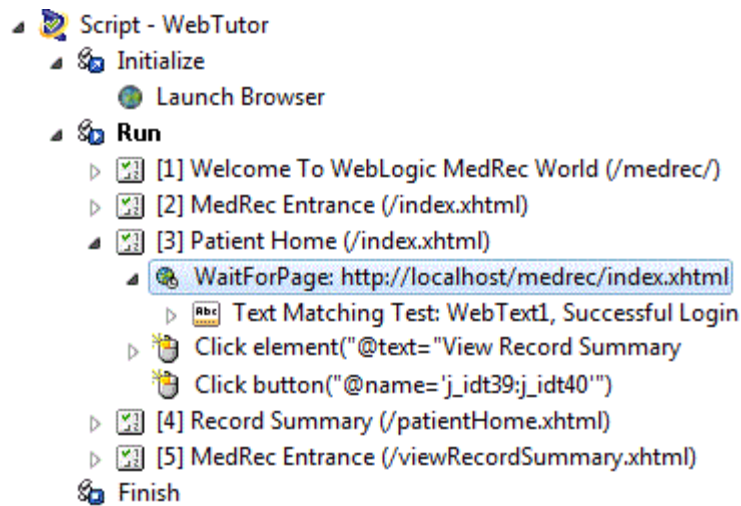 Script - WebTutor
Initialize
Launch Browser
Run
[1] Welcome To WebLogic MedRec World (/medrec/)
[2] MedRec Entrance (/index.xhtml)
[3] Patient Home (/index.xhtml)
WaitForPage: http://localhost/medrec/index.xhtml
Abc Text Matching Test: WebText1, Successful Login
Click element("@text="View Record Summary
Click button("@name='j_idt39:j_idt40'")
[4] Record Summary (/patientHome.xhtml)
[5] MedRec Entrance (/viewRecordSummary.xhtml)
Finish